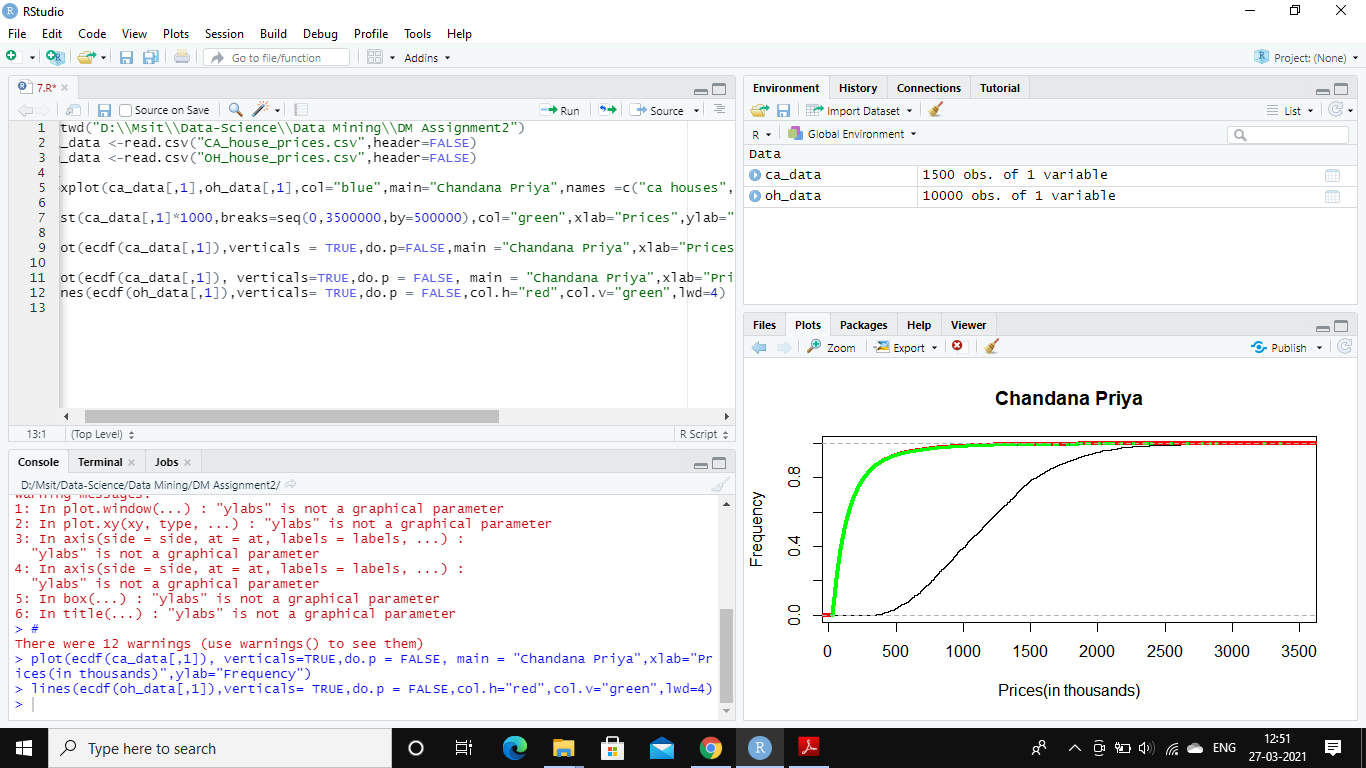 RStudio
File Edit Code View Plots Session Build Debug Profile Tools Help
Go to file/function
Addins
Project: (None)
7.R*
Source on Save
Run
Source
1 twd("D:\\Msit\\Data-Science\\Data Mining\\DM Assignment2")
2 _data <-read.csv("CA_house_prices.csv",header=FALSE)
3 _data <-read.csv("OH_house_prices.csv",header=FALSE)
4
5 xplot(ca_data[,1],oh_data[,1],col="blue",main="Chandana Priya",names =c("ca houses",
6
7 st(ca_data[,1]*1000,breaks=seq(0,3500000,by=500000),col="green",xlab="Prices",ylab="
8
9 ot(ecdf(ca_data[,1]),verticals = TRUE,do.p=FALSE,main ="Chandana Priya",xlab="Prices
10
11 ot(ecdf(ca_data[,1]), verticals=TRUE,do.p = FALSE, main = "Chandana Priya",xlab="Pri
12 nes(ecdf(oh_data[,1]),verticals= TRUE,do.p = FALSE,col.h="red",col.v="green",lwd=4)
13
13:1 (Top Level) R Script
Console Terminal Jobs
D:/Msit/Data-Science/Data Mining/DM Assignment2/
Warning messages:
1: In plot.window(...) : "ylabs" is not a graphical parameter
2: In plot.xy(xy, type, ...) : "ylabs" is not a graphical parameter
3: In axis(side = side, at = at, labels = labels, ...) :
"ylabs" is not a graphical parameter
4: In axis(side = side, at = at, labels = labels, ...) :
"ylabs" is not a graphical parameter
5: In box(...) : "ylabs" is not a graphical parameter
6: In title(...) : "ylabs" is not a graphical parameter
> #
There were 12 warnings (use warnings() to see them)
> plot(ecdf(ca_data[,1]), verticals=TRUE,do.p = FALSE, main = "Chandana Priya",xlab="Pr
ices(in thousands)",ylab="Frequency")
> lines(ecdf(oh_data[,1]),verticals= TRUE,do.p = FALSE,col.h="red",col.v="green",lwd=4)
>
Environment History Connections Tutorial
Import Dataset
List
R Global Environment
Data
ca_data 1500 obs. of 1 variable
oh_data 10000 obs. of 1 variable
Files Plots Packages Help Viewer
Zoom Export Publish
Chandana Priya
Frequency
0.8
0.4
0.0
0 500 1000 1500 2000 2500 3000 3500
Prices(in thousands)
Type here to search
ENG
12:51
27-03-2021